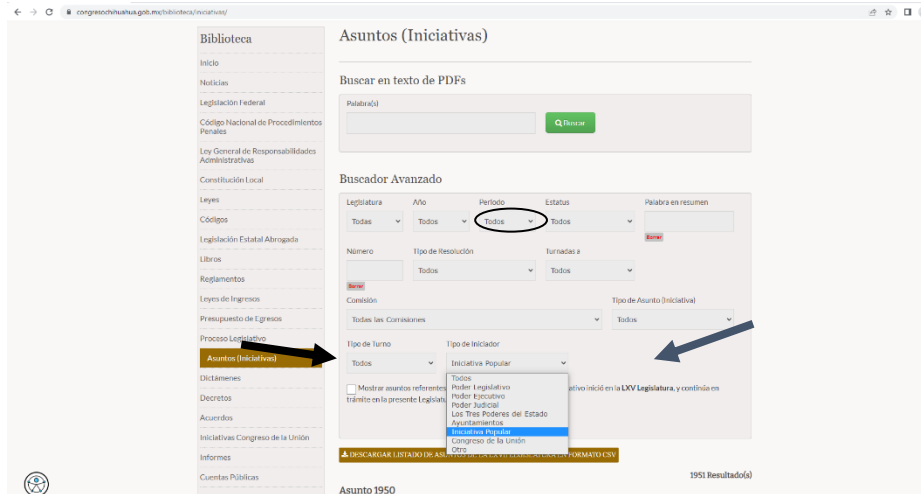 congresochihuahua.gob.mx/biblioteca/iniciativas/
Biblioteca
Inicio
Noticias
Legislación Federal
Código Nacional de Procedimientos
Penales
Ley General de Responsabilidades
Administrativas
Constitución Local
Leyes
Códigos
Legislación Estatal Abrogada
Libros
Reglamentos
Leyes de Ingresos
Presupuesto de Egresos
Proceso Legislativo
Asuntos (Iniciativas)
Dictámenes
Decretos
Acuerdos
Iniciativas Congreso de la Unión
Informes
Cuentas Públicas
Asuntos (Iniciativas)
Buscar en texto de PDFs
Palabra(s)
Buscar
Buscador Avanzado
Legislatura Año Periodo Estatus Palabra en resumen
Todas Todos Todos Todos
Borrar
Número Tipo de Resolución Turnadas a
Todos Todos
Borrar
Comisión Tipo de Asunto (Iniciativa)
Todas las Comisiones Todos
Tipo de Turno Tipo de Iniciador
Todos Iniciativa Popular
Todos
Poder Legislativo
Poder Ejecutivo
Poder Judicial
Los Tres Poderes del Estado
Ayuntamientos
Iniciativa Popular
Congreso de la Unión
Otro
Mostrar asuntos referentes ativo inició en la LXV Legislatura, y continúa en
trámite en la presente Legislatu
DESCARGAR LISTADO DE ASUNTOS DE LA LXVII LEGISLATURA EN FORMATO CSV
1951 Resultado(s)
Asunto 1950